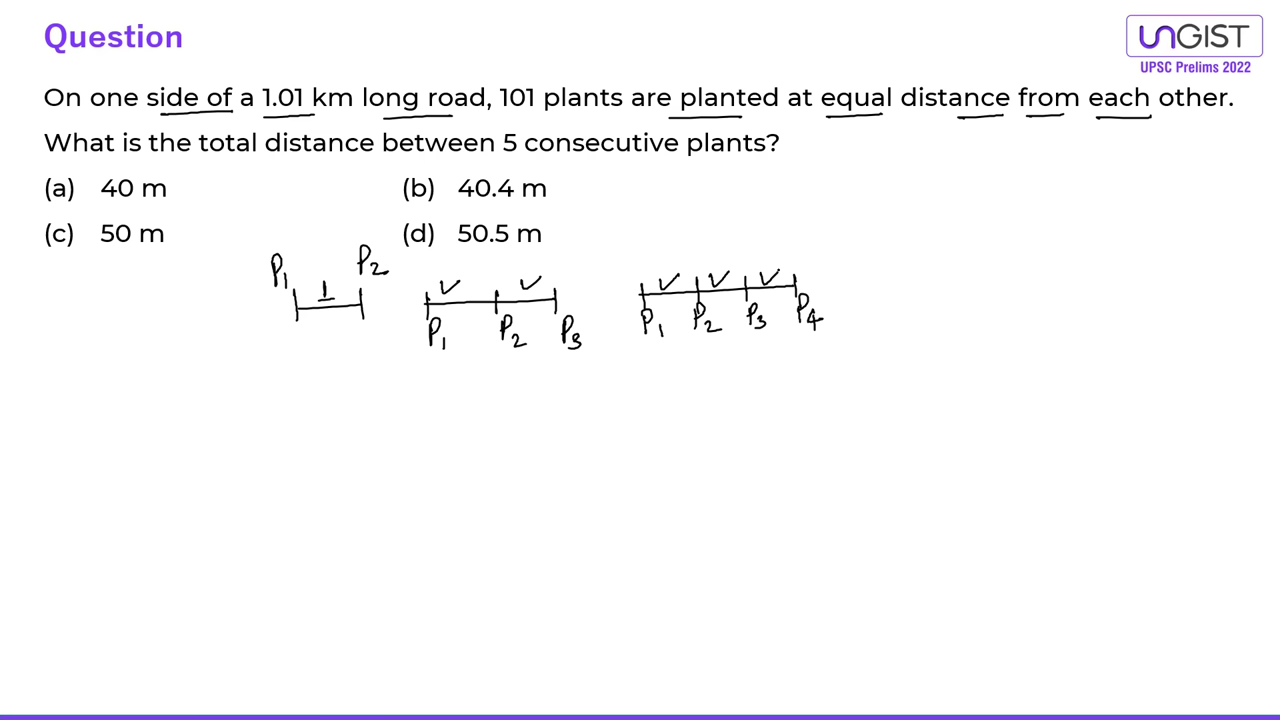 Question
UNGIST
UPSC Prelims 2022
On one side of a 1.01 km long road, 101 plants are planted at equal distance from each other.
What is the total distance between 5 consecutive plants?
(a) 40 m (b) 40.4 m
(c) 50 m (d) 50.5 m
P1 1 P2
P1 P2 P3
P1 P2 P3 P4